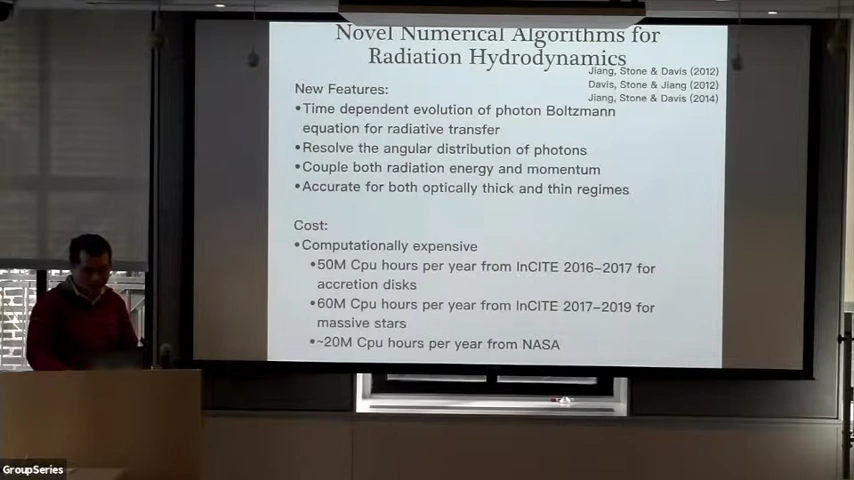 Novel Numerical Algorithms for
Radiation Hydrodynamics
Jiang, Stone & Davis (2012)
Davis, Stone & Jiang (2012)
Jiang, Stone & Davis (2014)
New Features:
•Time dependent evolution of photon Boltzmann
equation for radiative transfer
•Resolve the angular distribution of photons
•Couple both radiation energy and momentum
•Accurate for both optically thick and thin regimes
Cost:
•Computationally expensive
•50M Cpu hours per year from InCITE 2016–2017 for
accretion disks
•60M Cpu hours per year from InCITE 2017–2019 for
massive stars
•~20M Cpu hours per year from NASA
GroupSeries